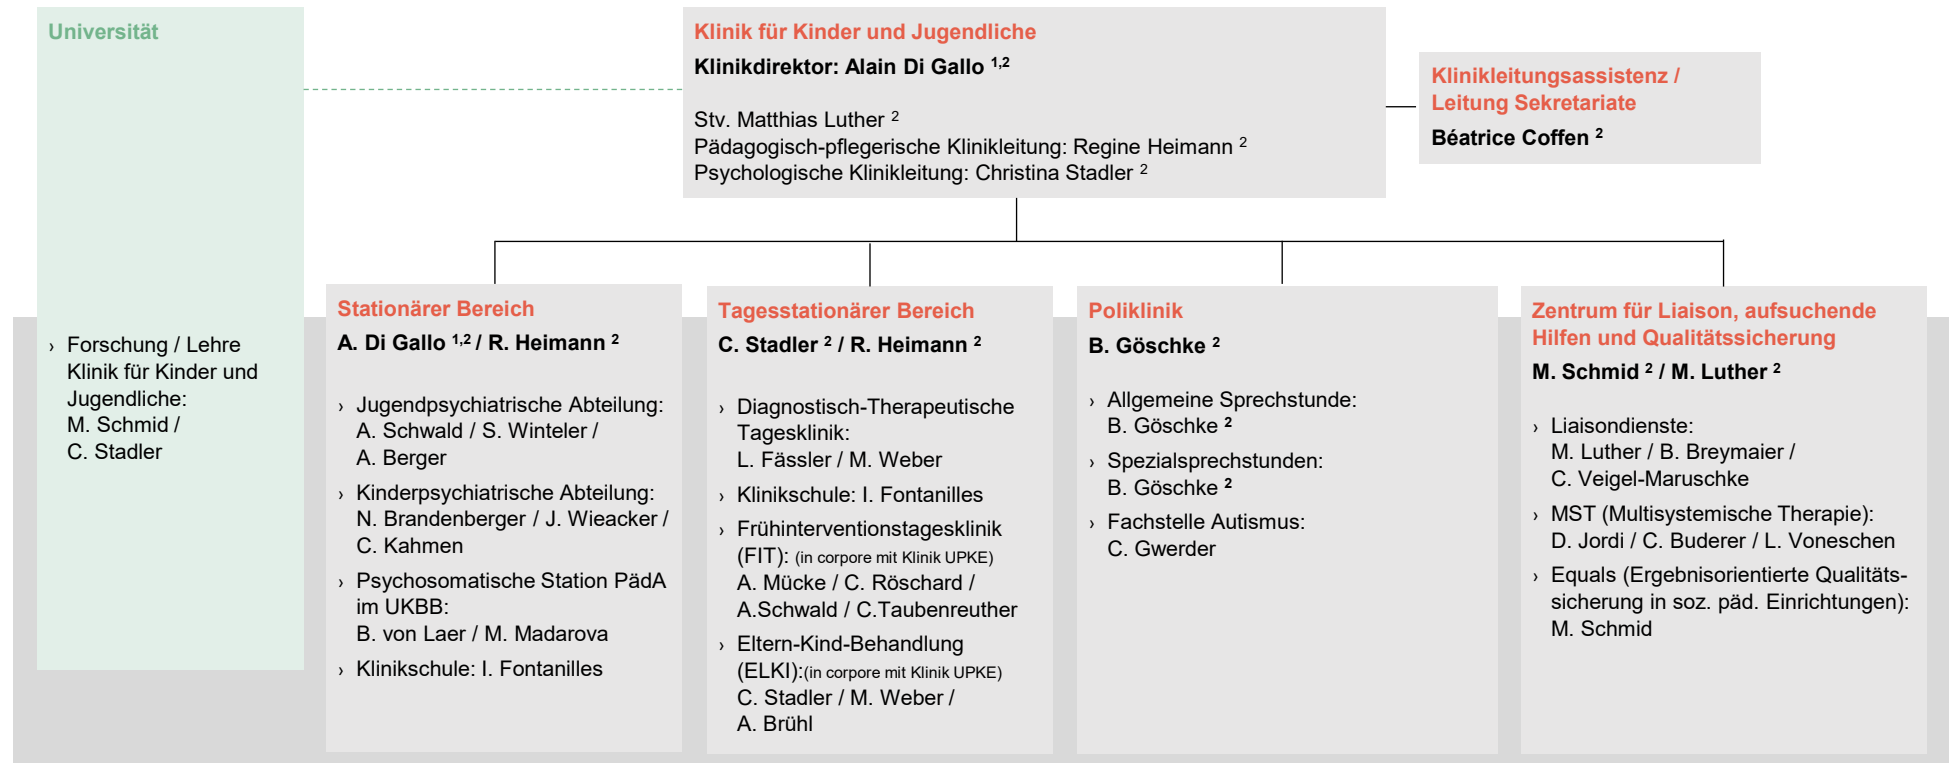 Universität
› Forschung / Lehre
Klinik für Kinder und
Jugendliche:
M. Schmid /
C. Stadler
Klinik für Kinder und Jugendliche
Klinikdirektor: Alain Di Gallo 1,2
Stv. Matthias Luther 2
Pädagogisch-pflegerische Klinikleitung: Regine Heimann 2
Psychologische Klinikleitung: Christina Stadler 2
Klinikleitungsassistenz /
Leitung Sekretariate
Béatrice Coffen 2
Stationärer Bereich
A. Di Gallo 1,2 / R. Heimann 2
› Jugendpsychiatrische Abteilung:
A. Schwald / S. Winteler /
A. Berger
› Kinderpsychiatrische Abteilung:
N. Brandenberger / J. Wieacker /
C. Kahmen
› Psychosomatische Station PädA
im UKBB:
B. von Laer / M. Madarova
› Klinikschule: I. Fontanilles
Tagesstationärer Bereich
C. Stadler 2 / R. Heimann 2
› Diagnostisch-Therapeutische
Tagesklinik:
L. Fässler / M. Weber
› Klinikschule: I. Fontanilles
› Frühinterventionstagesklinik
(FIT): (in corpore mit Klinik UPKE)
A. Mücke / C. Röschard /
A.Schwald / C.Taubenreuther
› Eltern-Kind-Behandlung
(ELKI):(in corpore mit Klinik UPKE)
C. Stadler / M. Weber /
A. Brühl
Poliklinik
B. Göschke 2
› Allgemeine Sprechstunde:
B. Göschke 2
› Spezialsprechstunden:
B. Göschke 2
› Fachstelle Autismus:
C. Gwerder
Zentrum für Liaison, aufsuchende
Hilfen und Qualitätssicherung
M. Schmid 2 / M. Luther 2
› Liaisondienste:
M. Luther / B. Breymaier /
C. Veigel-Maruschke
› MST (Multisystemische Therapie):
D. Jordi / C. Buderer / L. Voneschen
› Equals (Ergebnisorientierte Qualitäts-
sicherung in soz. päd. Einrichtungen):
M. Schmid